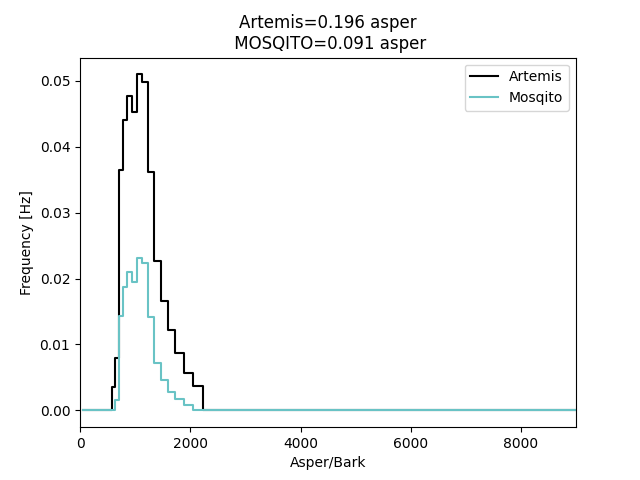 Artemis=0.196 asper
MOSQITO=0.091 asper
Artemis
Mosqito
0.05
0.04
0.03
0.02
0.01
0.00
Frequency [Hz]
0 2000 4000 6000 8000
Asper/Bark